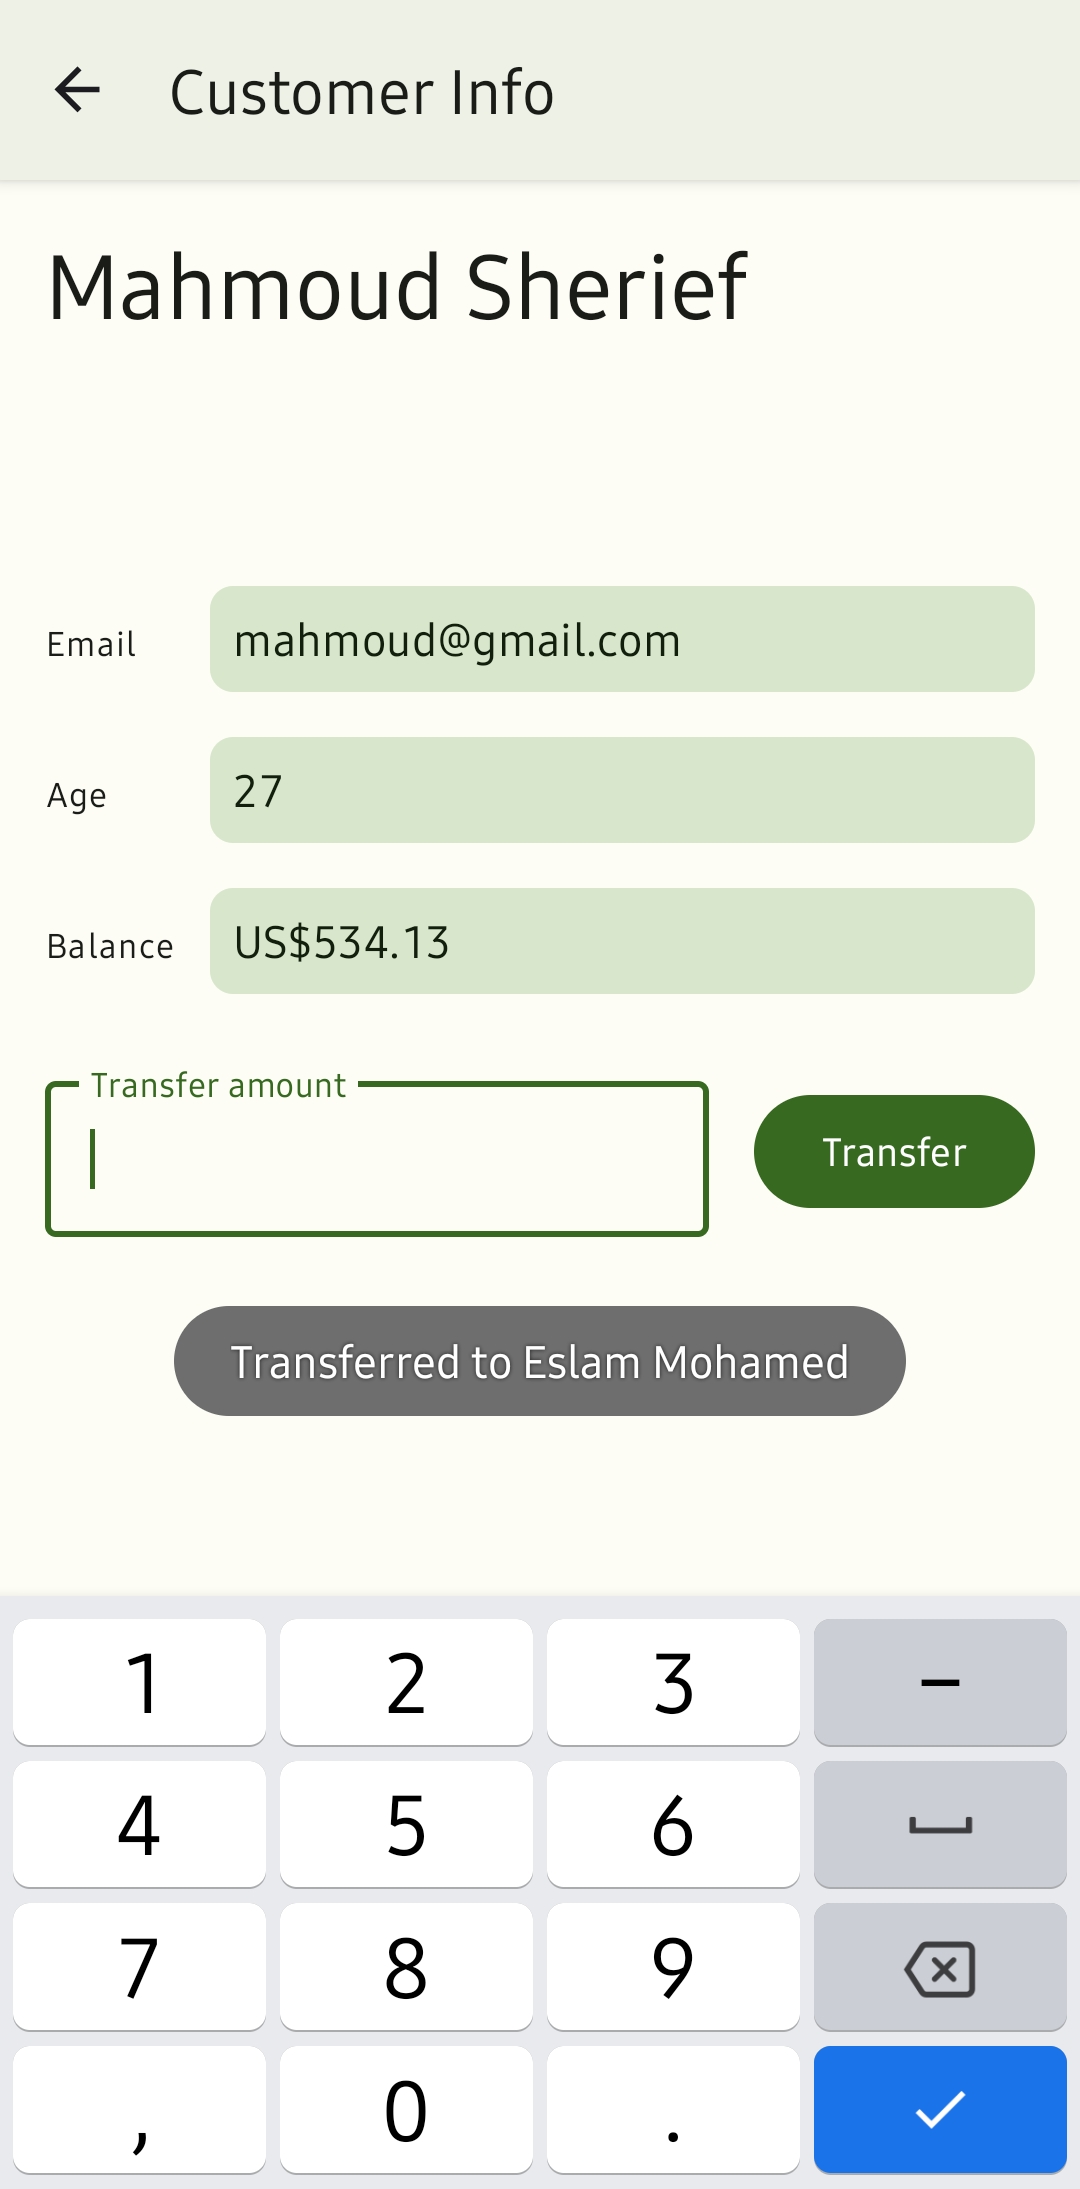 Customer Info
Mahmoud Sherief
Email mahmoud@gmail.com
Age 27
Balance US$534.13
Transfer amount
Transfer
Transferred to Eslam Mohamed
1 2 3 –
4 5 6
7 8 9
, 0 .